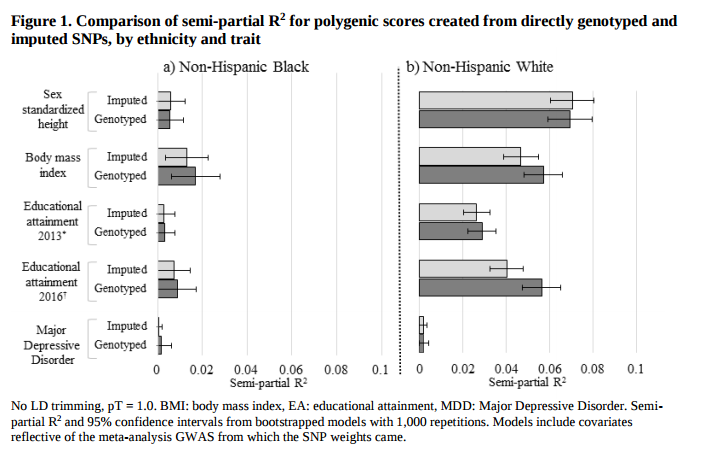 Figure 1. Comparison of semi-partial R² for polygenic scores created from directly genotyped and
imputed SNPs, by ethnicity and trait
a) Non-Hispanic Black
b) Non-Hispanic White
Sex
standardized
height
Imputed
Genotyped
Body mass
index
Imputed
Genotyped
Educational
attainment
2013*
Imputed
Genotyped
Educational
attainment
2016†
Imputed
Genotyped
Major
Depressive
Disorder
Imputed
Genotyped
0 0.02 0.04 0.06 0.08 0.1
Semi-partial R²
0 0.02 0.04 0.06 0.08 0.1
Semi-partial R²
No LD trimming, pT = 1.0. BMI: body mass index, EA: educational attainment, MDD: Major Depressive Disorder. Semi-
partial R² and 95% confidence intervals from bootstrapped models with 1,000 repetitions. Models include covariates
reflective of the meta-analysis GWAS from which the SNP weights came.